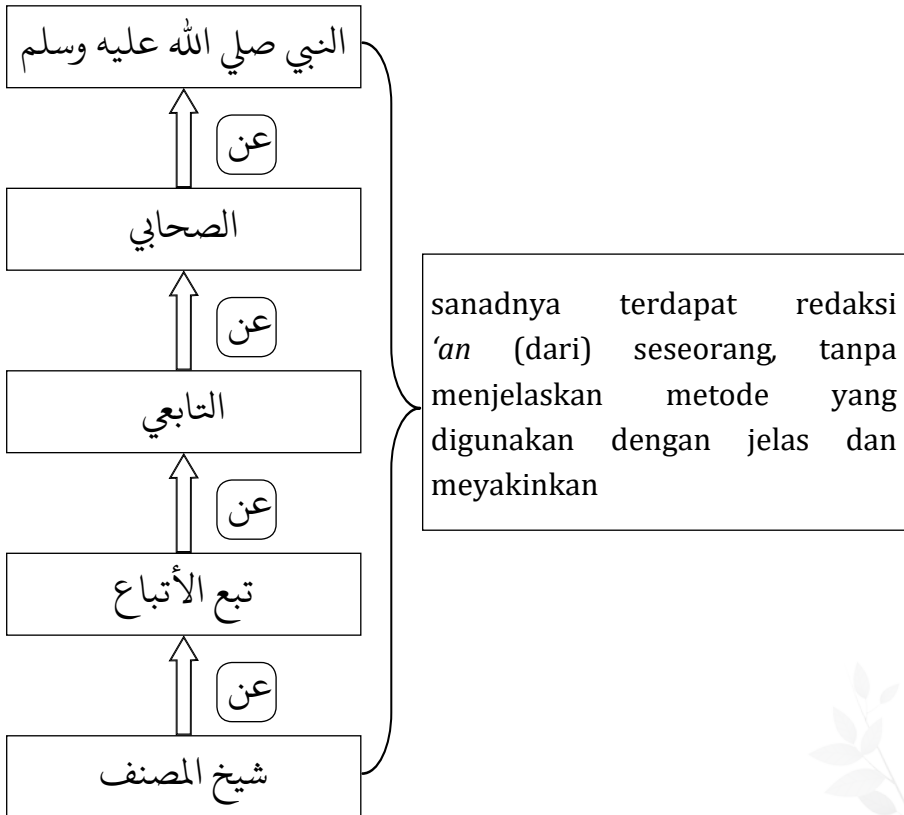 النبي صلي الله عليه وسلم
عن
الصحابي
عن
التابعي
عن
تبع الأتباع
عن
شيخ المصنف
sanadnya terdapat redaksi
‘an (dari) seseorang, tanpa
menjelaskan metode yang
digunakan dengan jelas dan
meyakinkan